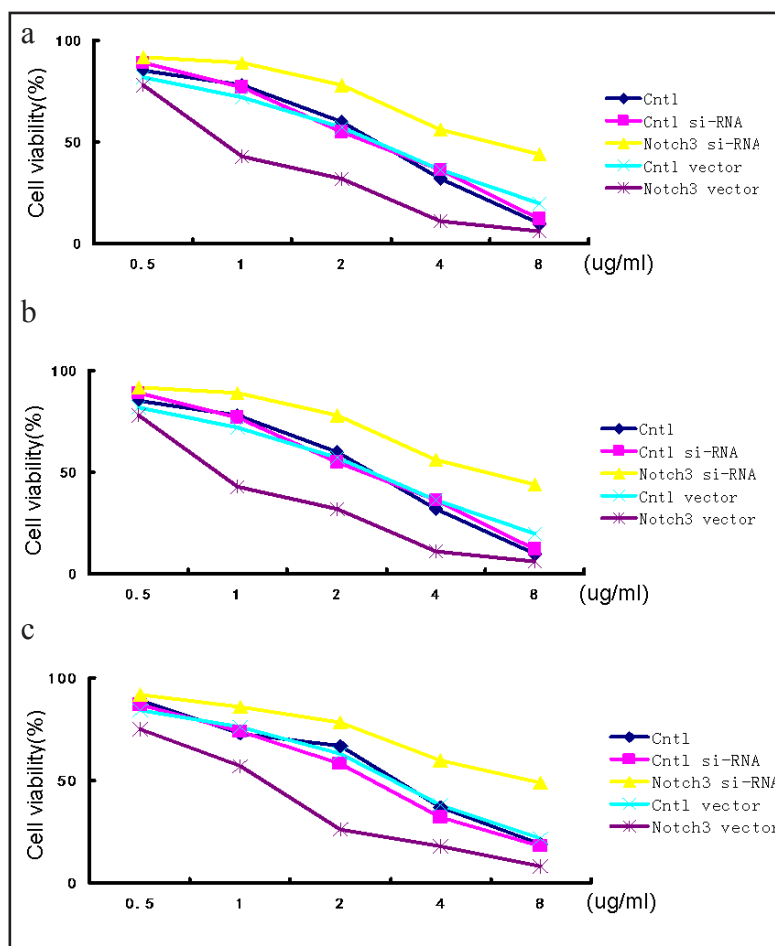 a
Cell viability(%)
100
50
0
0.5 1 2 4 8 (ug/ml)
Cntl
Cntl si-RNA
Notch3 si-RNA
Cntl vector
Notch3 vector
b
Cell viability(%)
100
50
0
0.5 1 2 4 8 (ug/ml)
Cntl
Cntl si-RNA
Notch3 si-RNA
Cntl vector
Notch3 vector
c
Cell viability(%)
100
50
0
0.5 1 2 4 8 (ug/ml)
Cntl
Cntl si-RNA
Notch3 si-RNA
Cntl vector
Notch3 vector